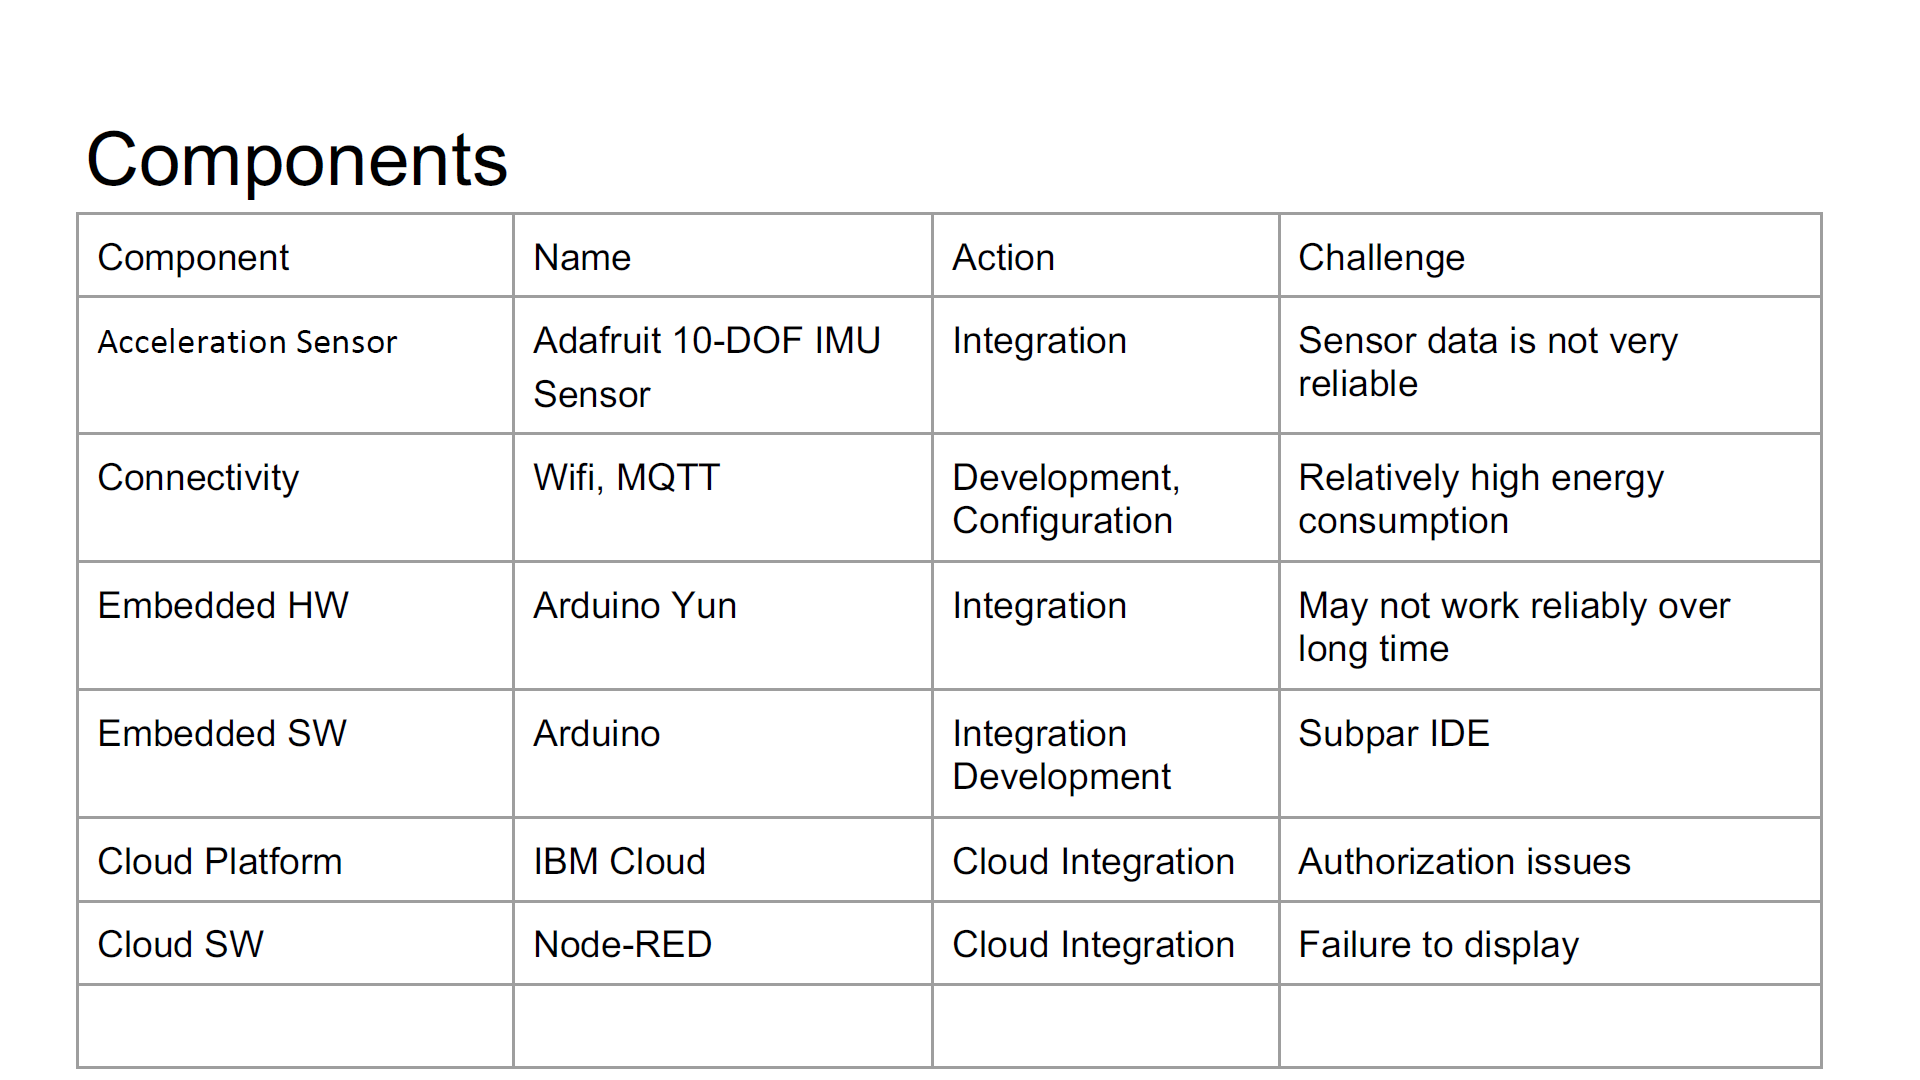 Components
Component Name Action Challenge
Acceleration Sensor Adafruit 10-DOF IMU Integration Sensor data is not very
Sensor reliable
Connectivity Wifi, MQTT Development, Relatively high energy
Configuration consumption
Embedded HW Arduino Yun Integration May not work reliably over
long time
Embedded SW Arduino Integration Subpar IDE
Development
Cloud Platform IBM Cloud Cloud Integration Authorization issues
Cloud SW Node-RED Cloud Integration Failure to display